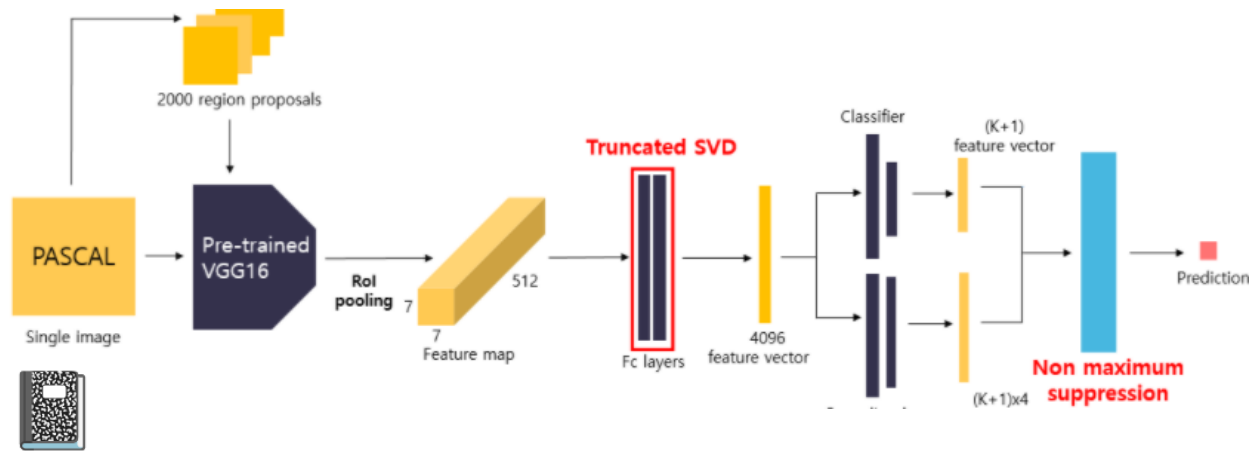 2000 region proposals
PASCAL
Single image
Pre-trained
VGG16
RoI
pooling
7
7
512
Feature map
Truncated SVD
Fc layers
4096
feature vector
Classifier
(K+1)
feature vector
(K+1)x4
Non maximum
suppression
Prediction